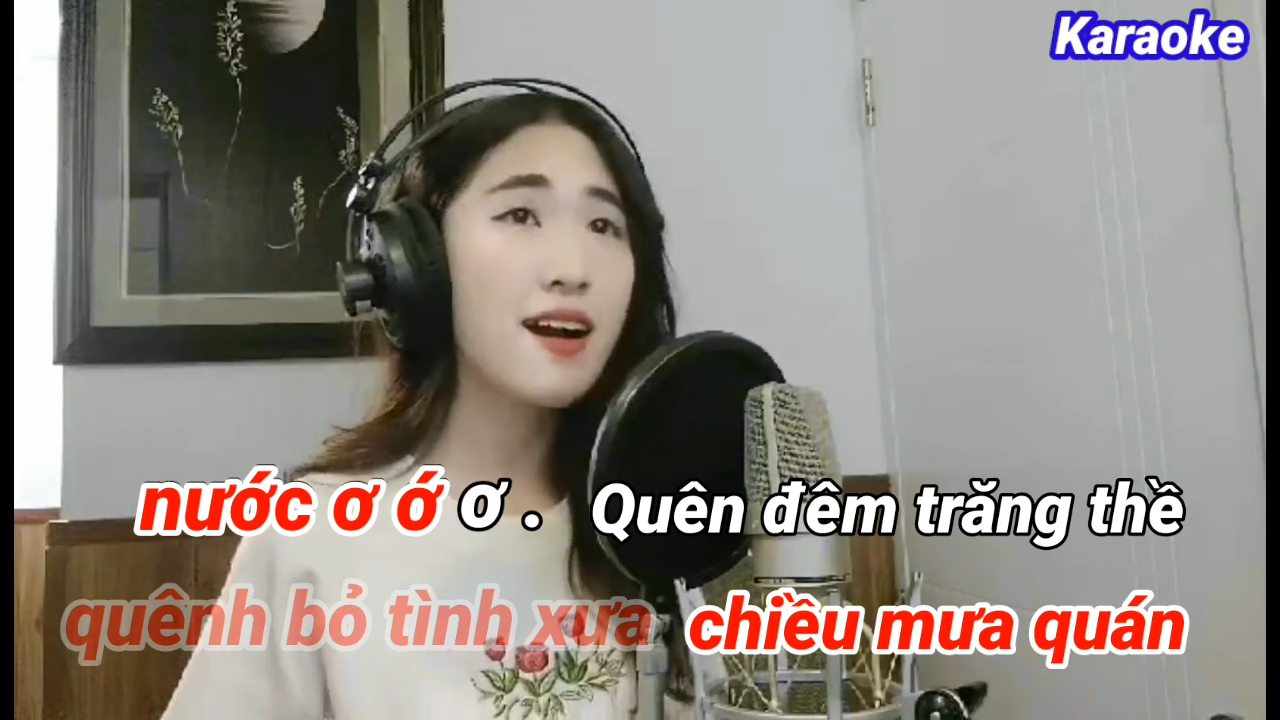 Karaoke
nước ơ ớ ơ . Quên đêm trăng thề
quênh bỏ tình xưa chiều mưa quán